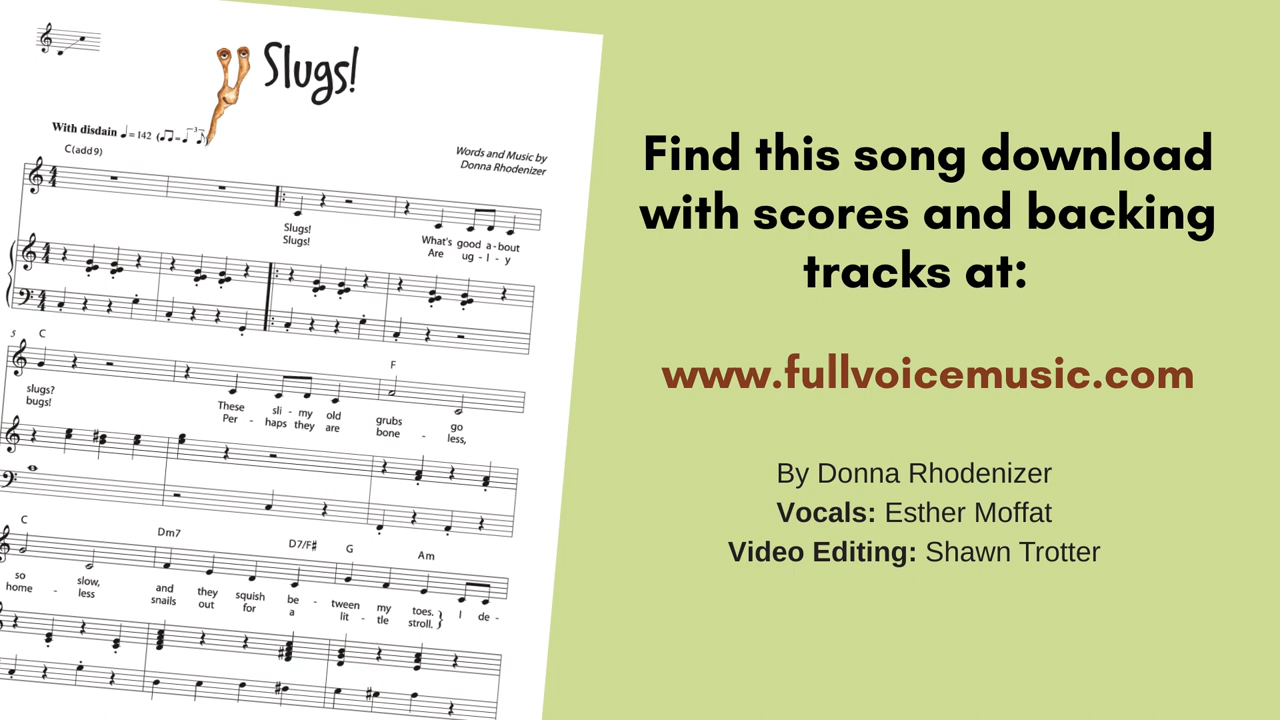 Slugs!
With disdain ♩= 142
Words and Music by
Donna Rhodenizer
C(add9)
Slugs! What's good a - bout
Slugs! Are ug - l - y
5 C F
slugs? These sli - my old grubs go
bugs! Per - haps they are bone - less,
C Dm7 D7/F♯ G Am
so slow, and they squish be - tween my toes. I de -
home - less snails out for a lit - tle stroll.
Find this song download
with scores and backing
tracks at:
www.fullvoicemusic.com
By Donna Rhodenizer
Vocals: Esther Moffat
Video Editing: Shawn Trotter